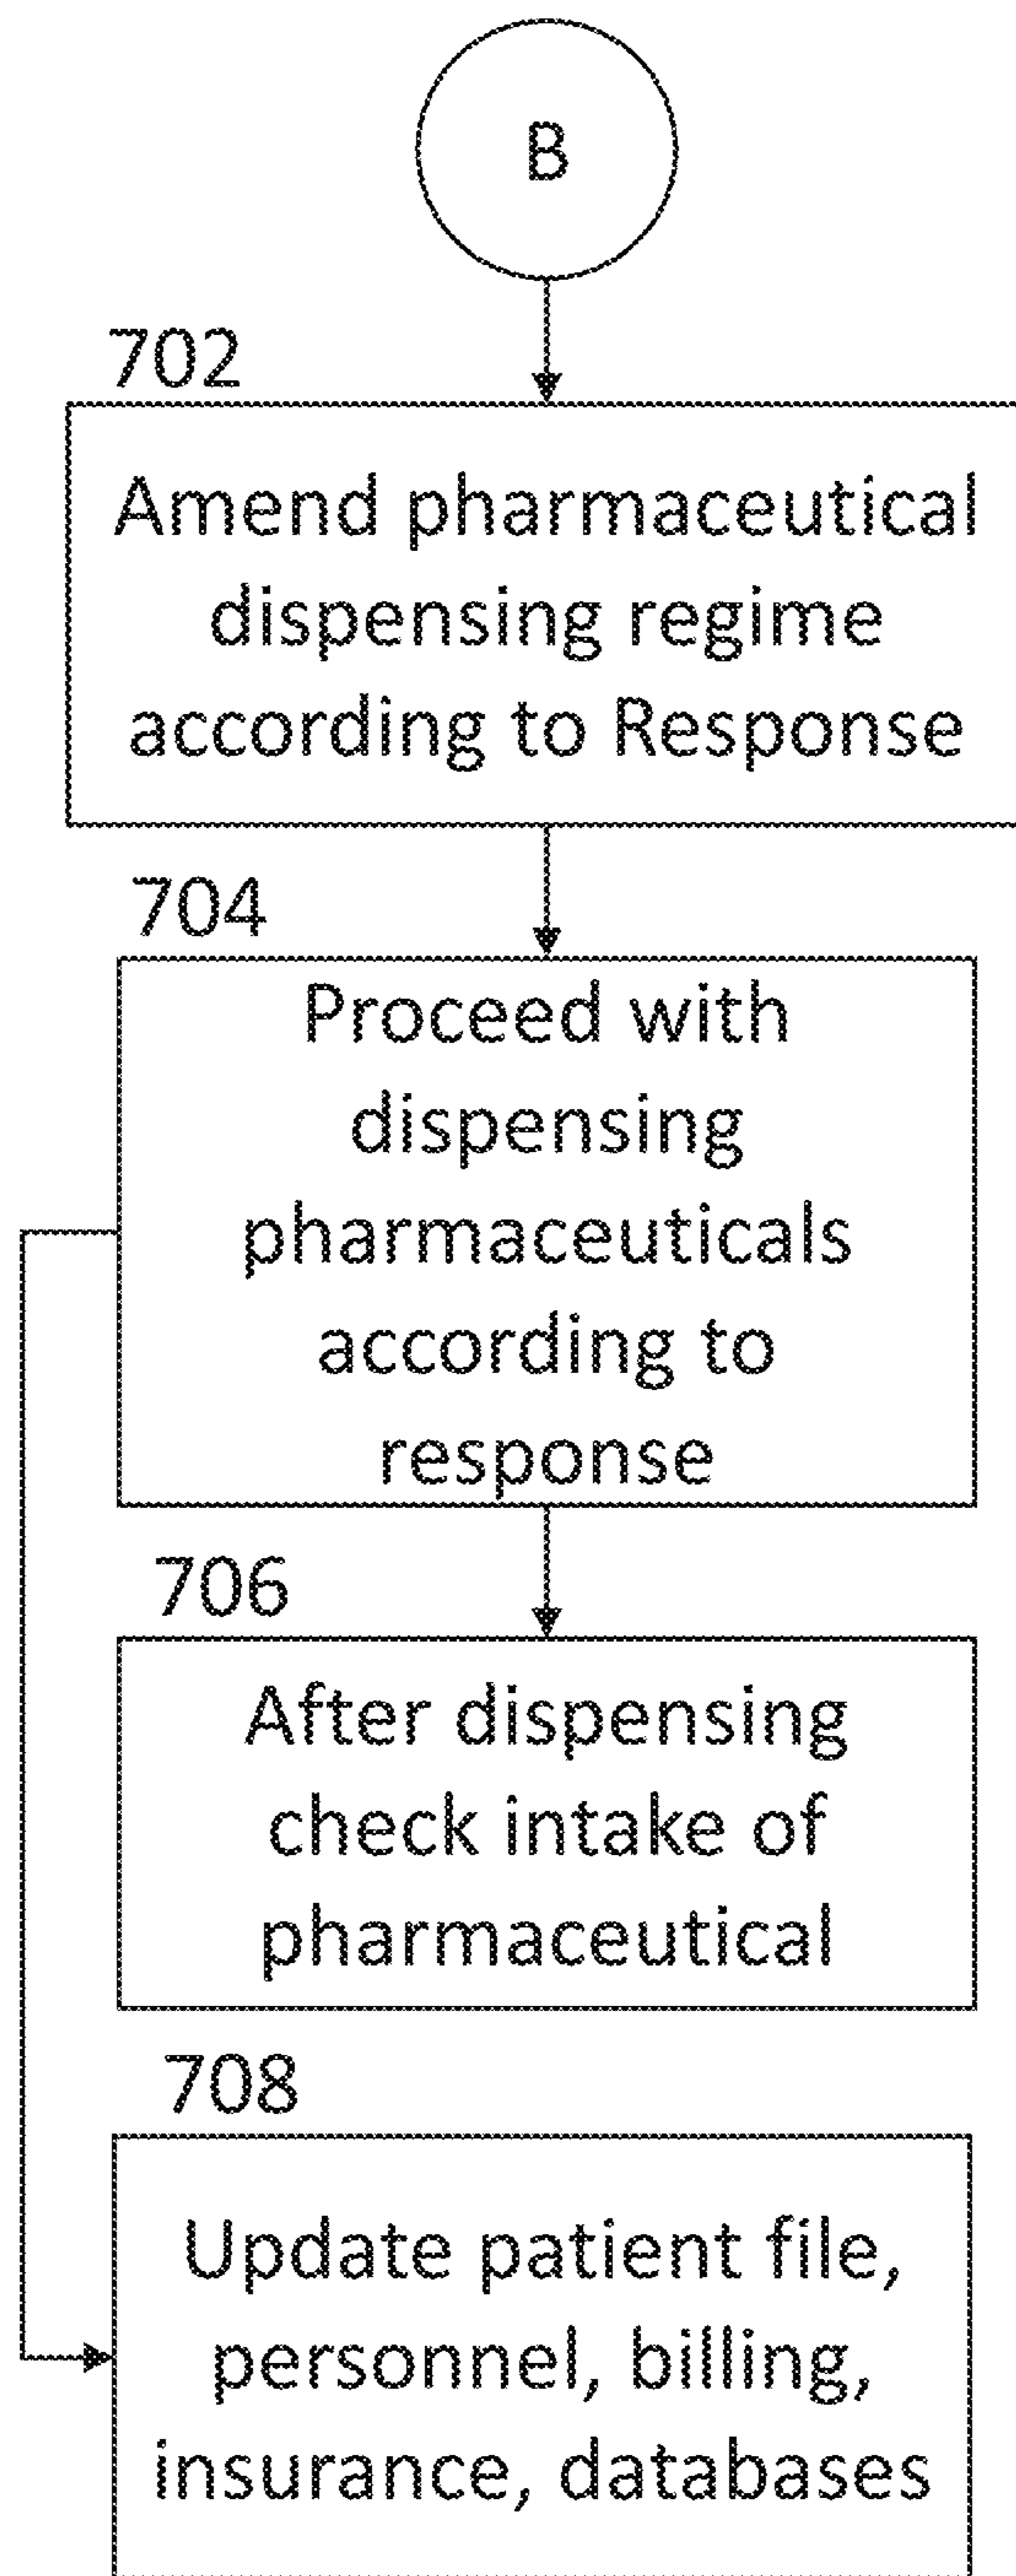 B
702
Amend pharmaceutical
dispensing regime
according to Response
704
Proceed with
dispensing
pharmaceuticals
according to
response
706
After dispensing
check intake of
pharmaceutical
708
Update patient file,
personnel, billing,
insurance, databases